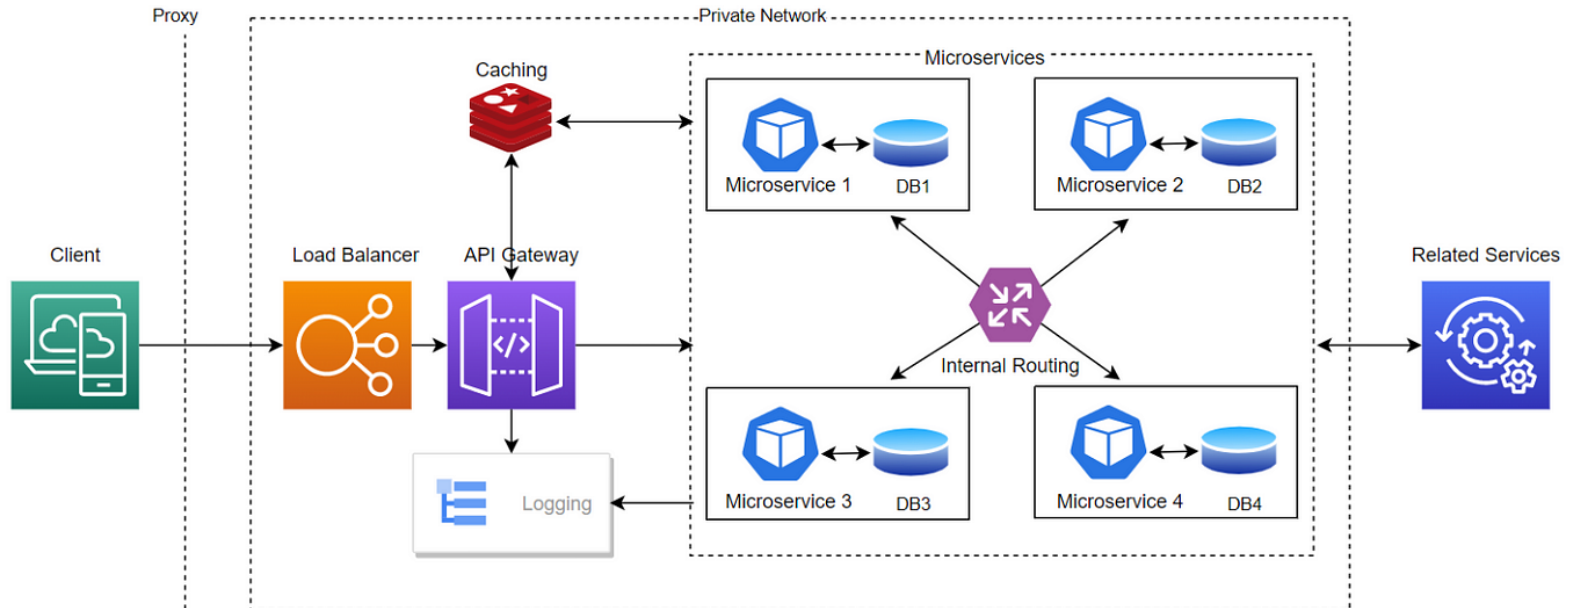 Proxy
Private Network
Microservices
Caching
Microservice 1
DB1
Microservice 2
DB2
Client
Load Balancer
API Gateway
</>
Related Services
Internal Routing
Logging
Microservice 3
DB3
Microservice 4
DB4